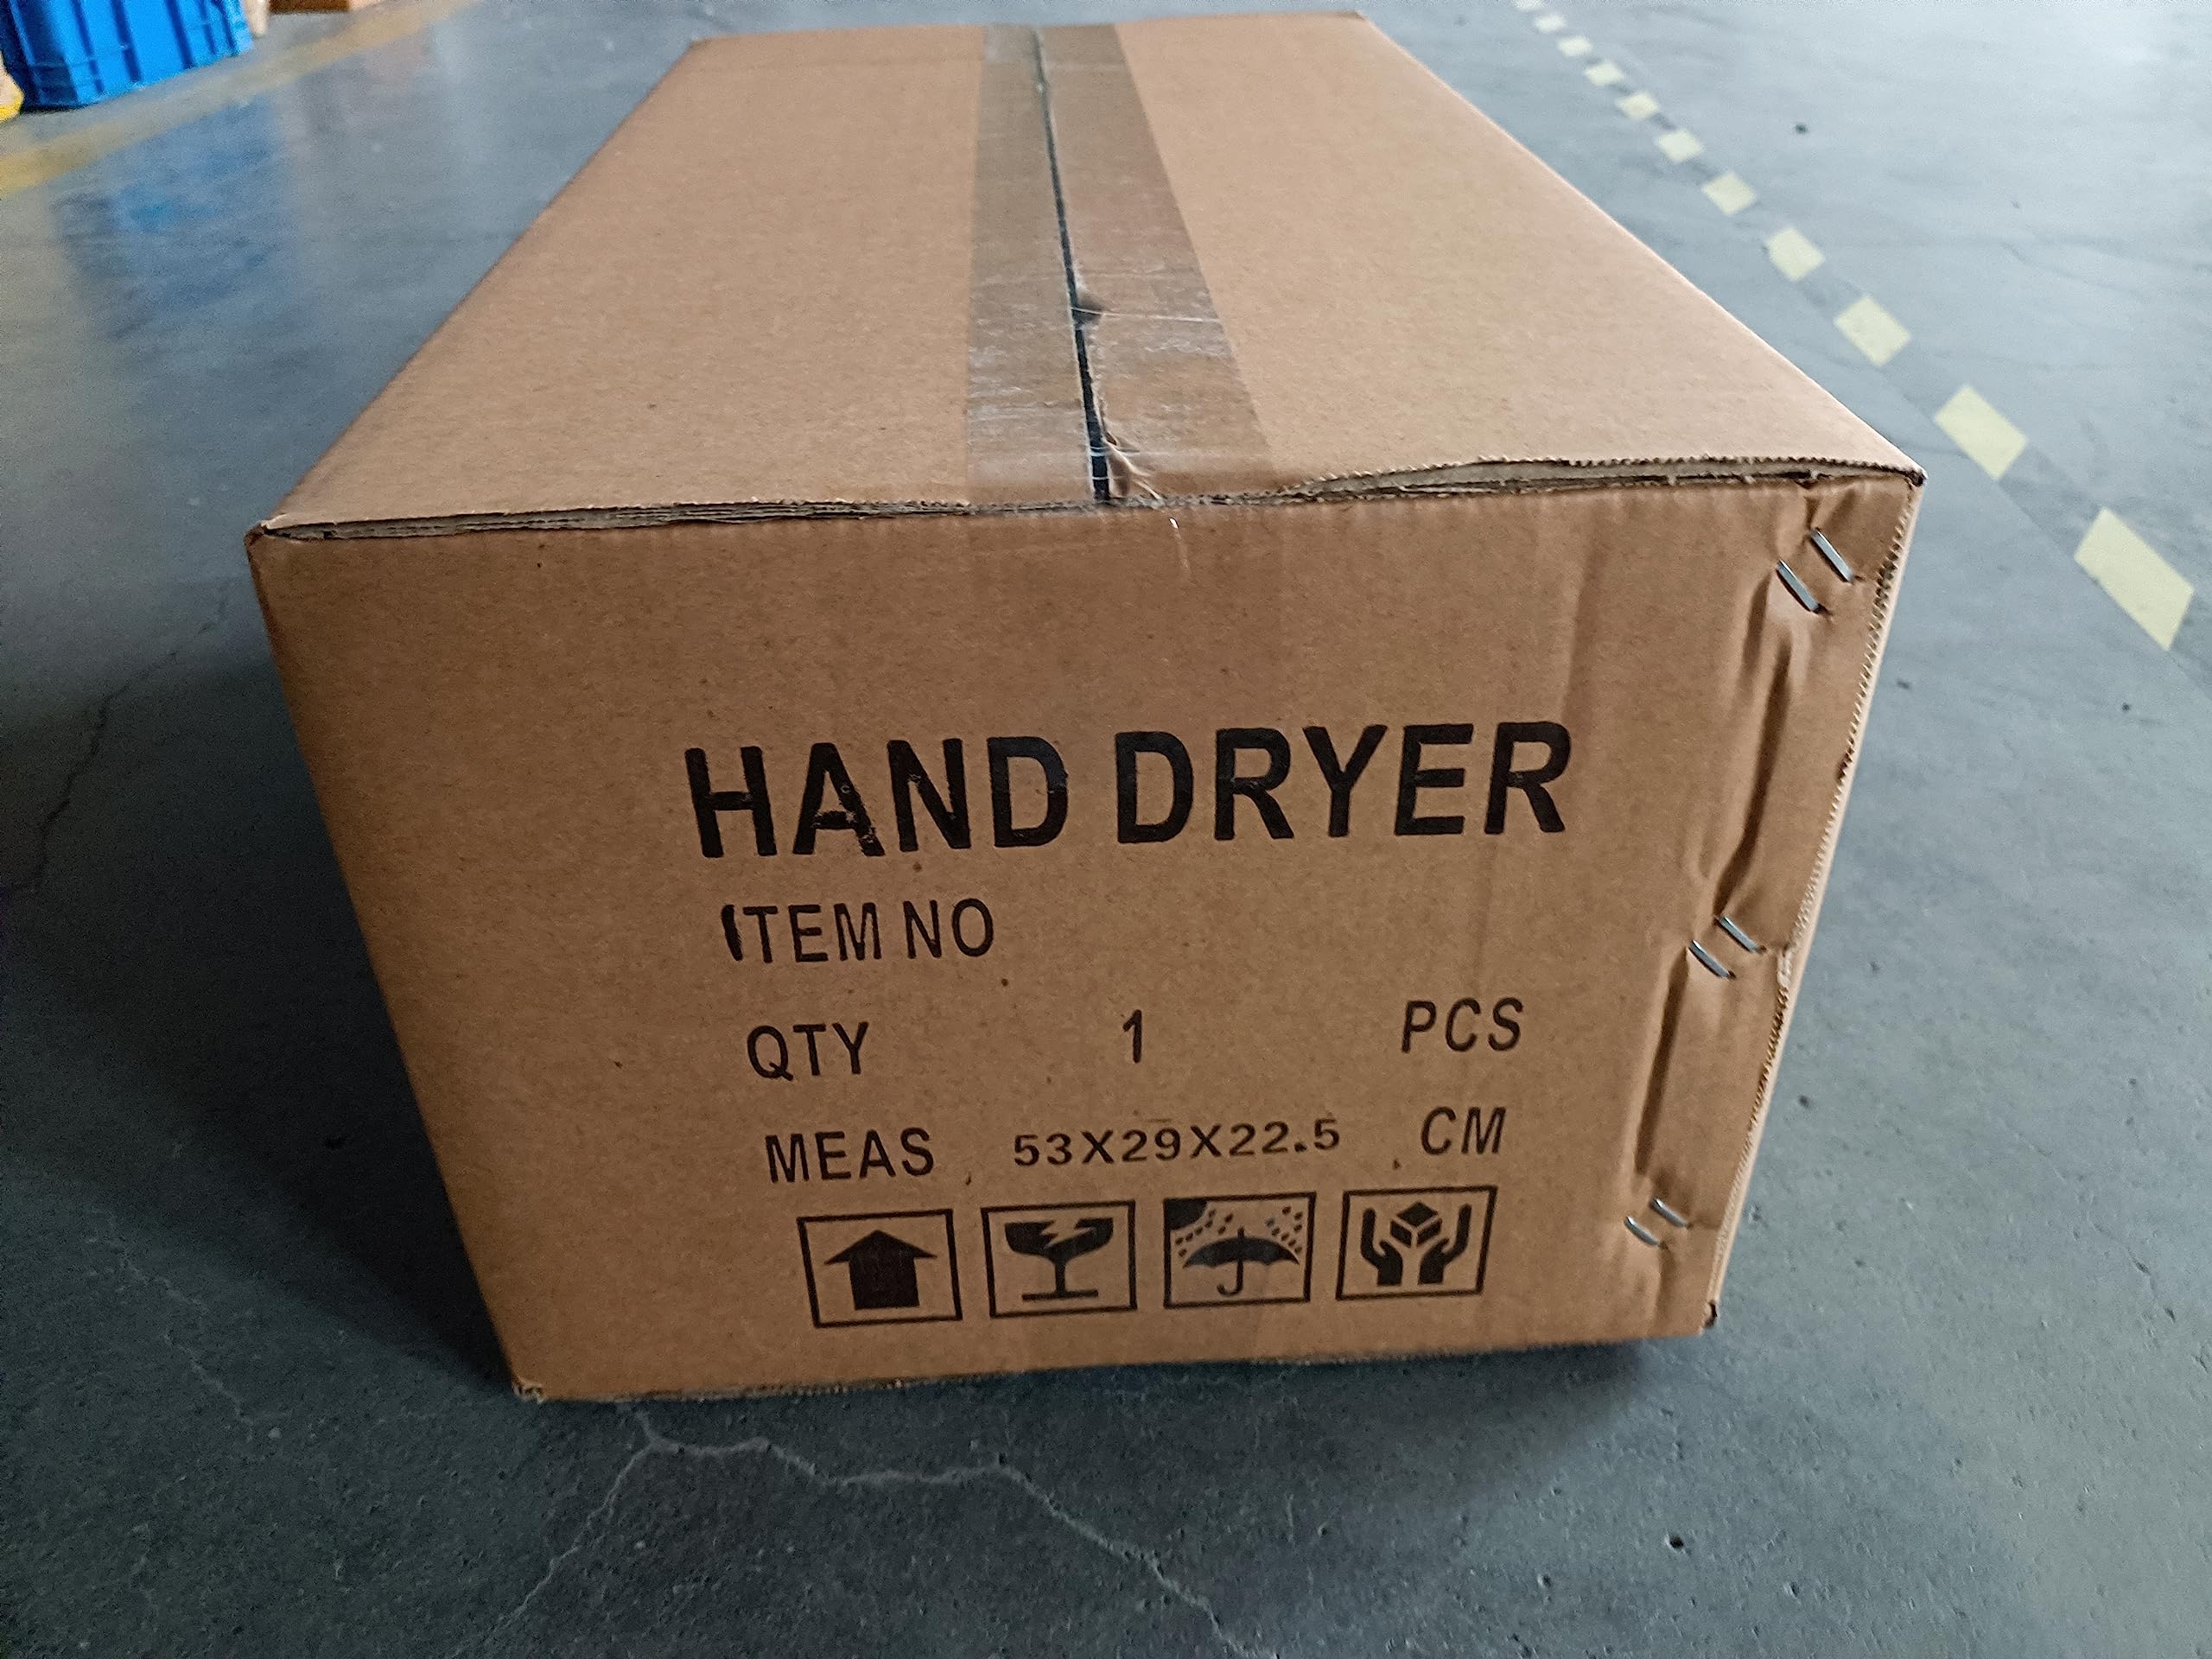 HAND DRYER
ITEM NO
QTY 1 PCS
MEAS 53X29X22.5 CM